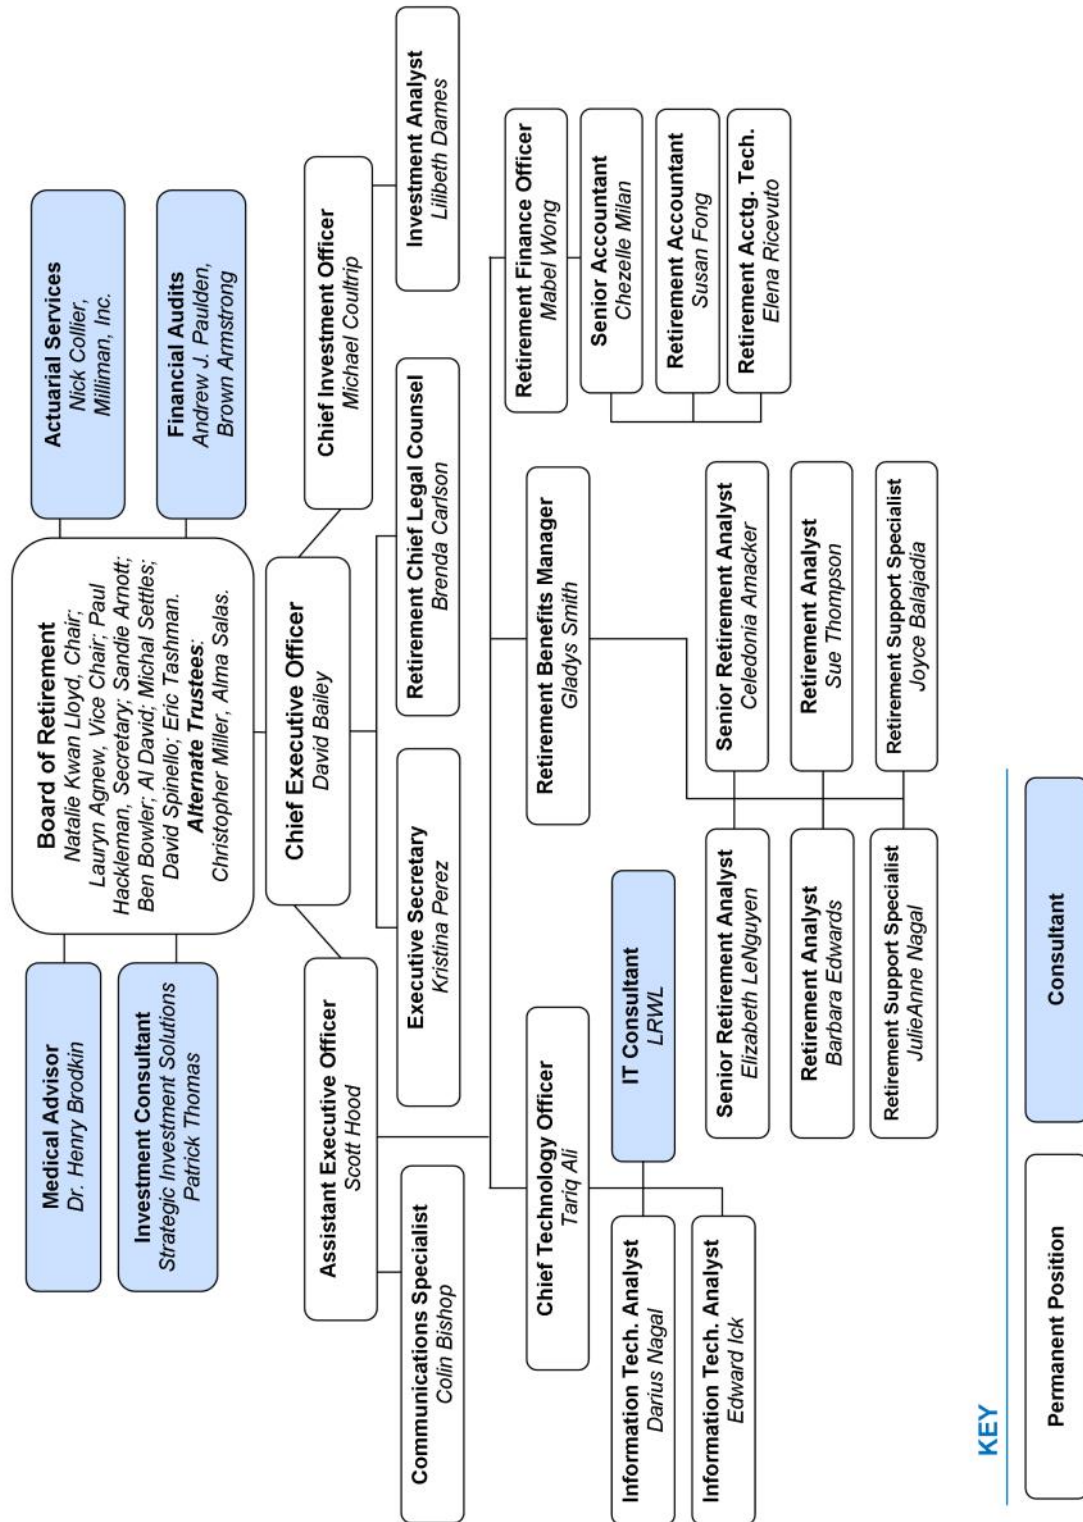 Medical Advisor
Dr. Henry Brodkin
Investment Consultant
Strategic Investment Solutions
Patrick Thomas
Board of Retirement
Natalie Kwan Lloyd, Chair;
Lauryn Agnew, Vice Chair; Paul
Hackleman, Secretary; Sandie Arnott;
Ben Bowler; Al David; Michal Settles;
David Spinello; Eric Tashman.
Alternate Trustees:
Christopher Miller, Alma Salas.
Actuarial Services
Nick Collier,
Milliman, Inc.
Financial Audits
Andrew J. Paulden,
Brown Armstrong
Chief Executive Officer
David Bailey
Assistant Executive Officer
Scott Hood
Chief Investment Officer
Michael Coultrip
Communications Specialist
Colin Bishop
Executive Secretary
Kristina Perez
Retirement Chief Legal Counsel
Brenda Carlson
Investment Analyst
Lilibeth Dames
Chief Technology Officer
Tariq Ali
Retirement Benefits Manager
Gladys Smith
Retirement Finance Officer
Mabel Wong
Information Tech. Analyst
Darius Nagal
IT Consultant
LRWL
Information Tech. Analyst
Edward Ick
Senior Retirement Analyst
Elizabeth LeNguyen
Senior Retirement Analyst
Celedonia Amacker
Retirement Analyst
Barbara Edwards
Retirement Analyst
Sue Thompson
Retirement Support Specialist
JulieAnne Nagal
Retirement Support Specialist
Joyce Balajadia
Senior Accountant
Chezelle Milan
Retirement Accountant
Susan Fong
Retirement Acctg. Tech.
Elena Ricevuto
KEY
Permanent Position
Consultant